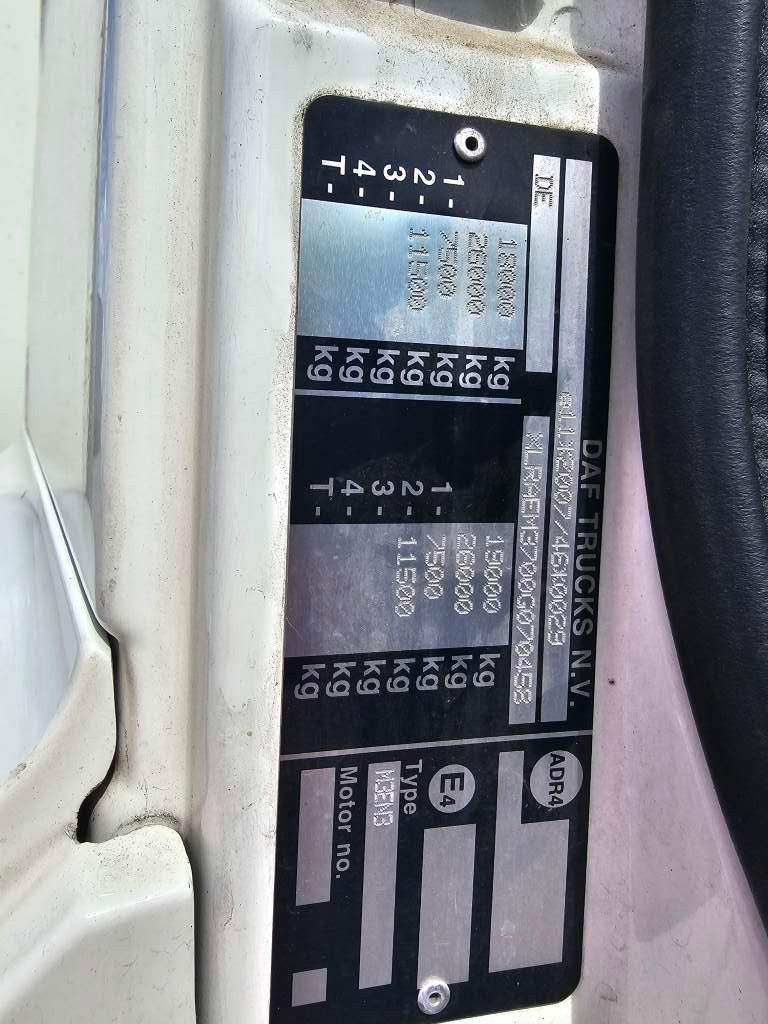 DAF TRUCKS N.V.
e11*2007/46*0029
DE XLRAEM3700G070458
18000 kg
26000 kg
1- 7500 kg
2- 11500 kg
3- kg
4- kg
T- kg
19000 kg
26000 kg
1- 7500 kg
2- 11500 kg
3- kg
4- kg
T- kg
ADR4
E4
Type
M3EM3
Motor no.